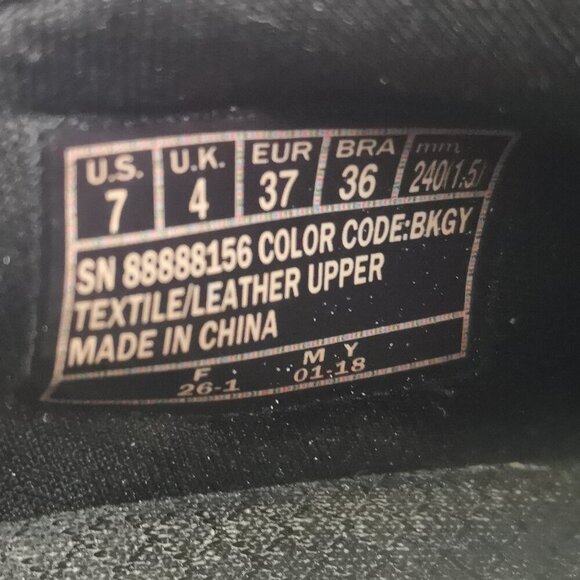 U.S. U.K. EUR BRA mm
7 4 37 36 240(1.5)
SN 88888156 COLOR CODE:BKGY
TEXTILE/LEATHER UPPER
MADE IN CHINA
F M Y
26-1 01-18